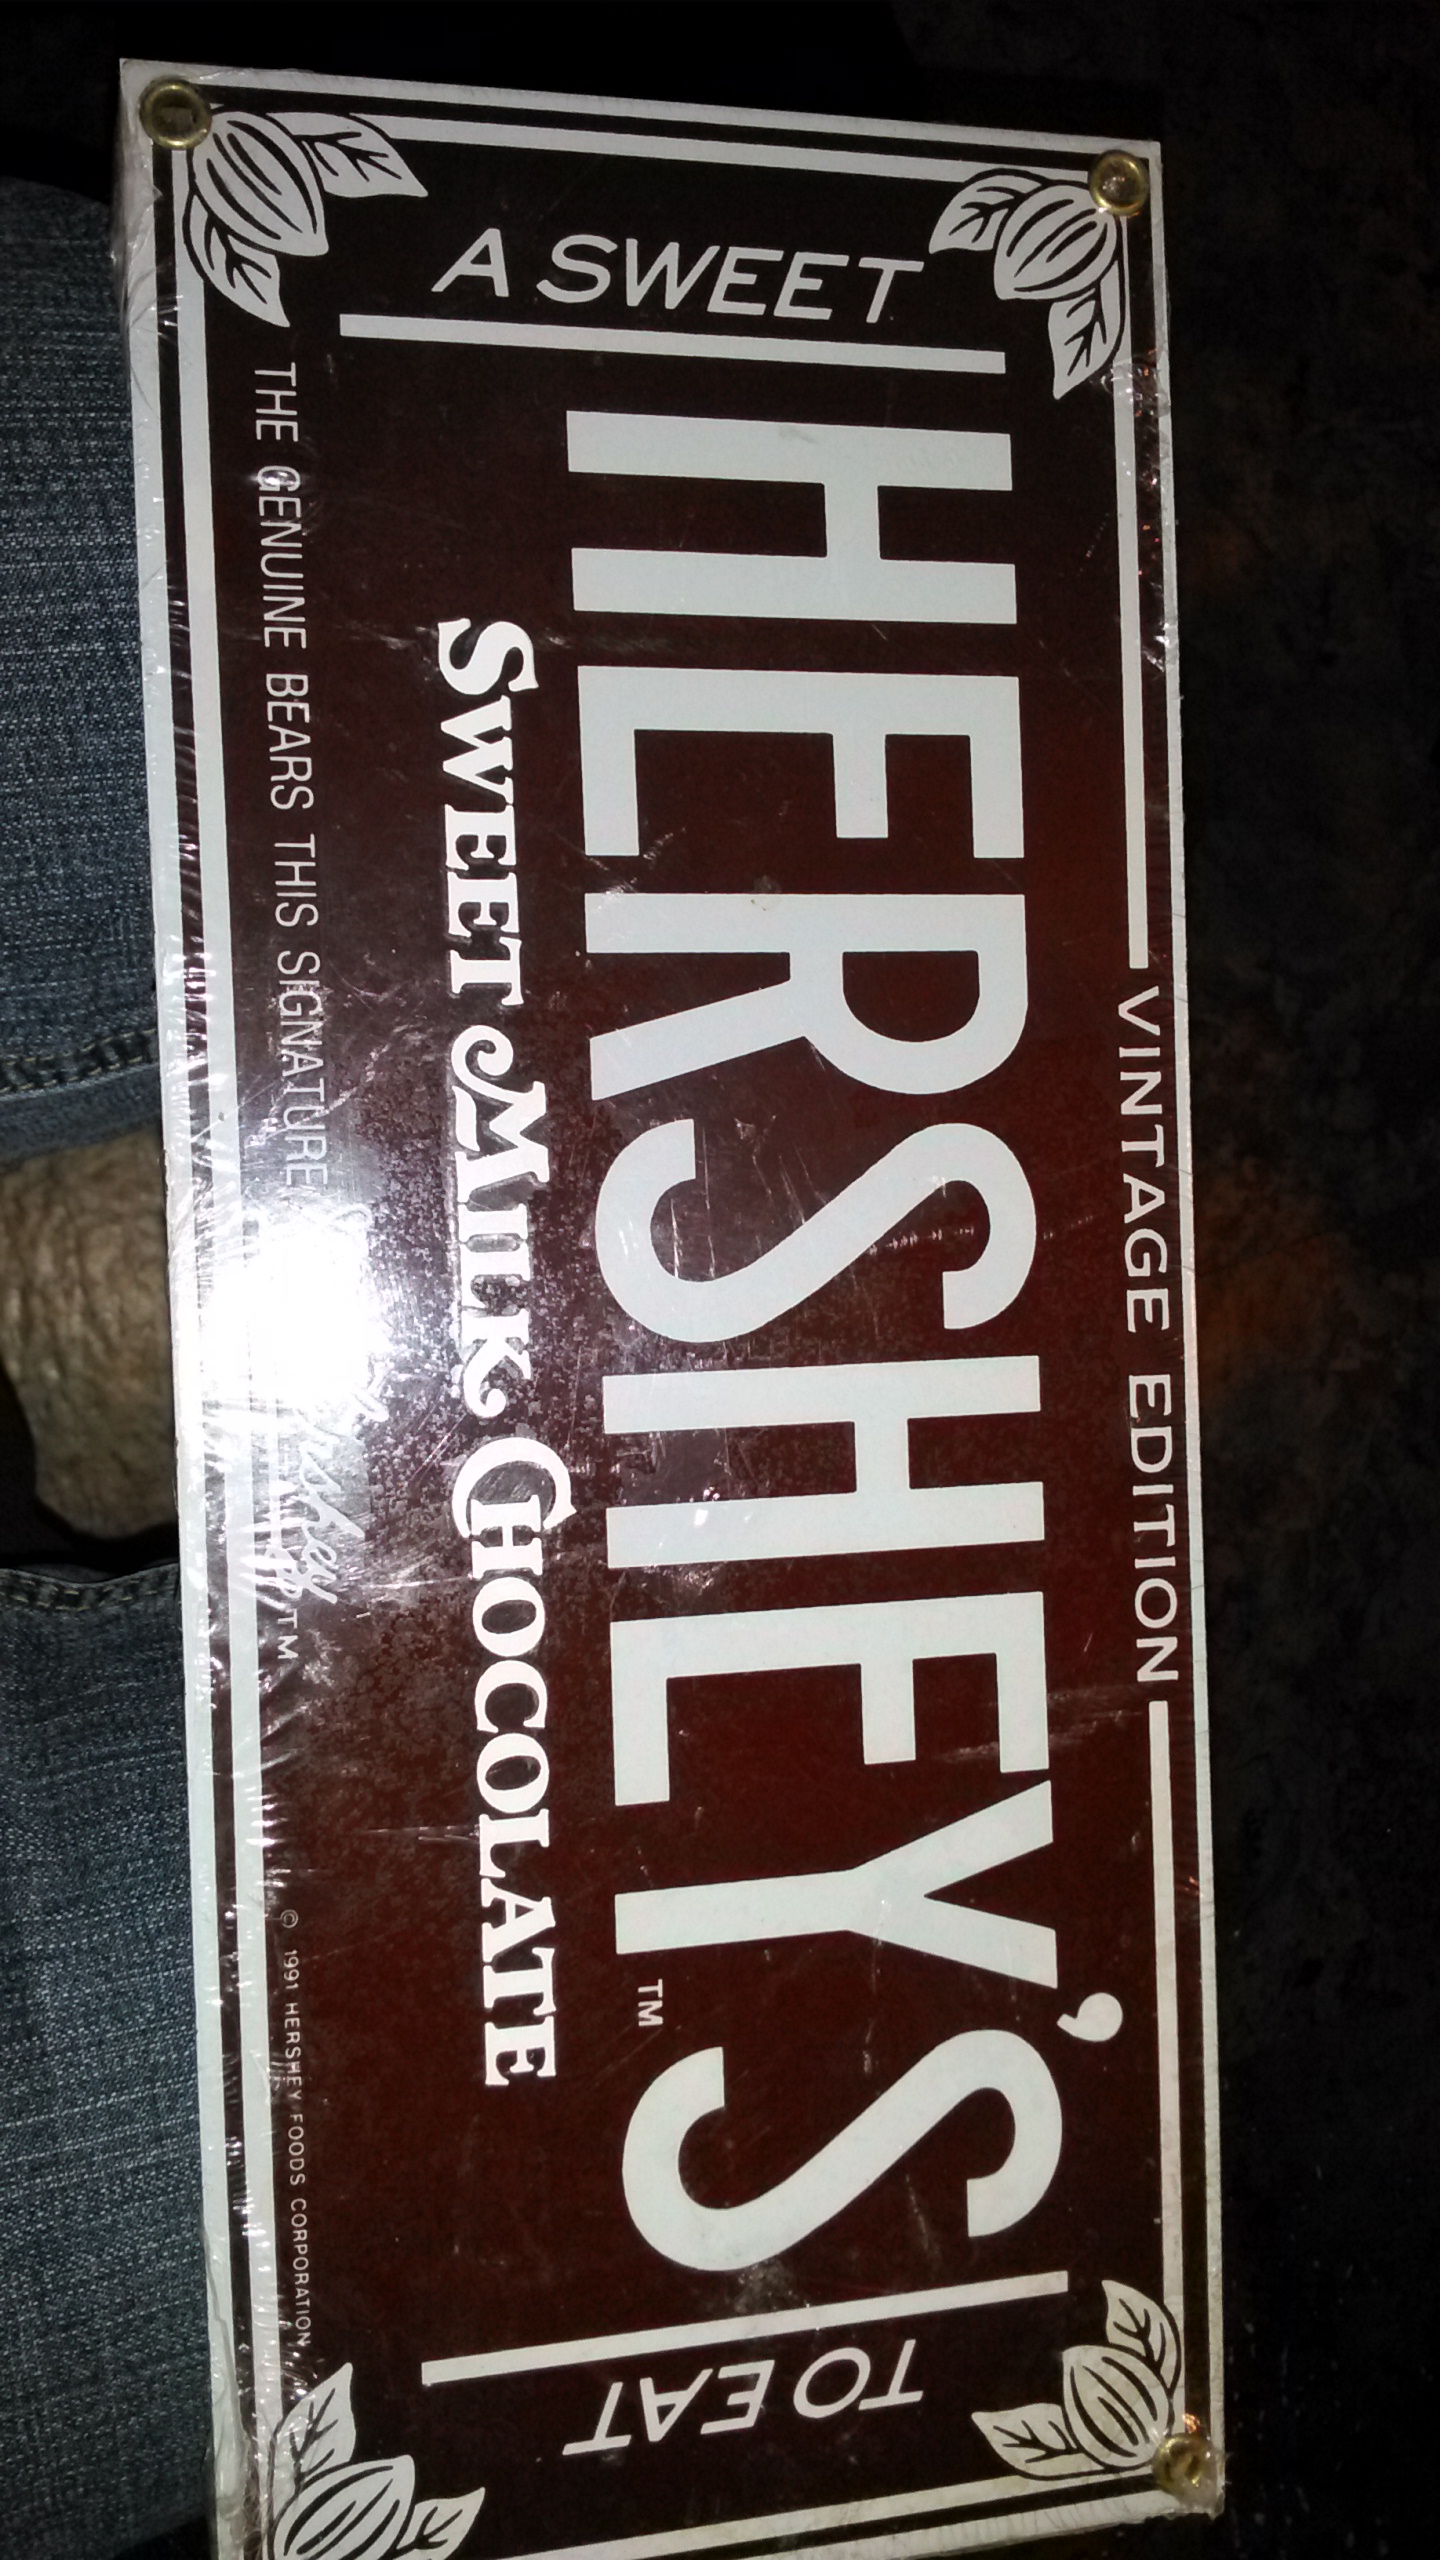 VINTAGE EDITION
A SWEET
HERSHEY'S
TM
SWEET MILK CHOCOLATE
TO EAT
THE GENUINE BEARS THIS SIGNATURE
TM
© 1991 HERSHEY FOODS CORPORATION